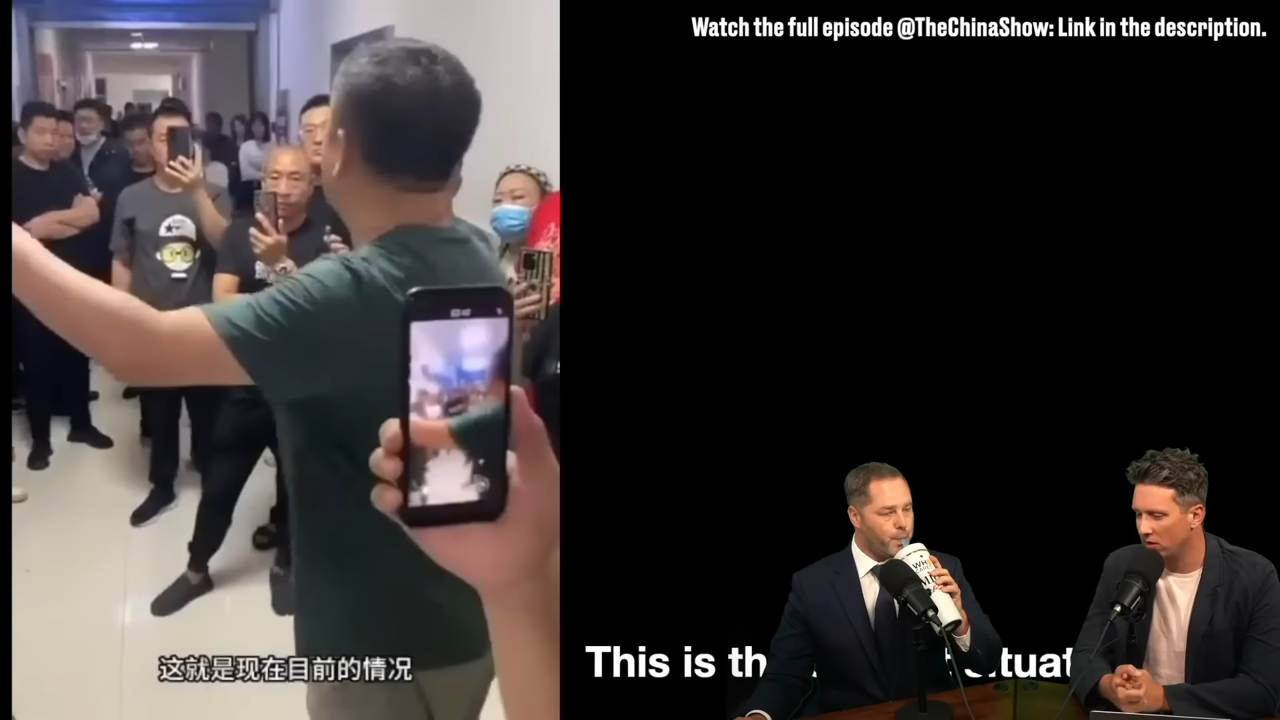 Watch the full episode @TheChinaShow: Link in the description.
WH
这就是现在目前的情况
This is th